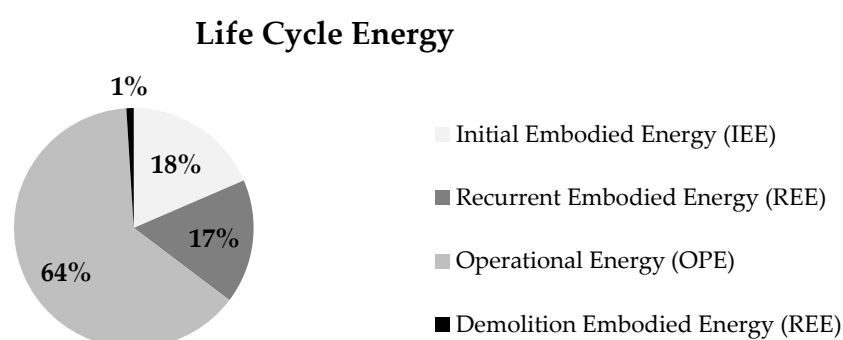 Life Cycle Energy
1%
18%
17%
64%
Initial Embodied Energy (IEE)
Recurrent Embodied Energy (REE)
Operational Energy (OPE)
Demolition Embodied Energy (REE)